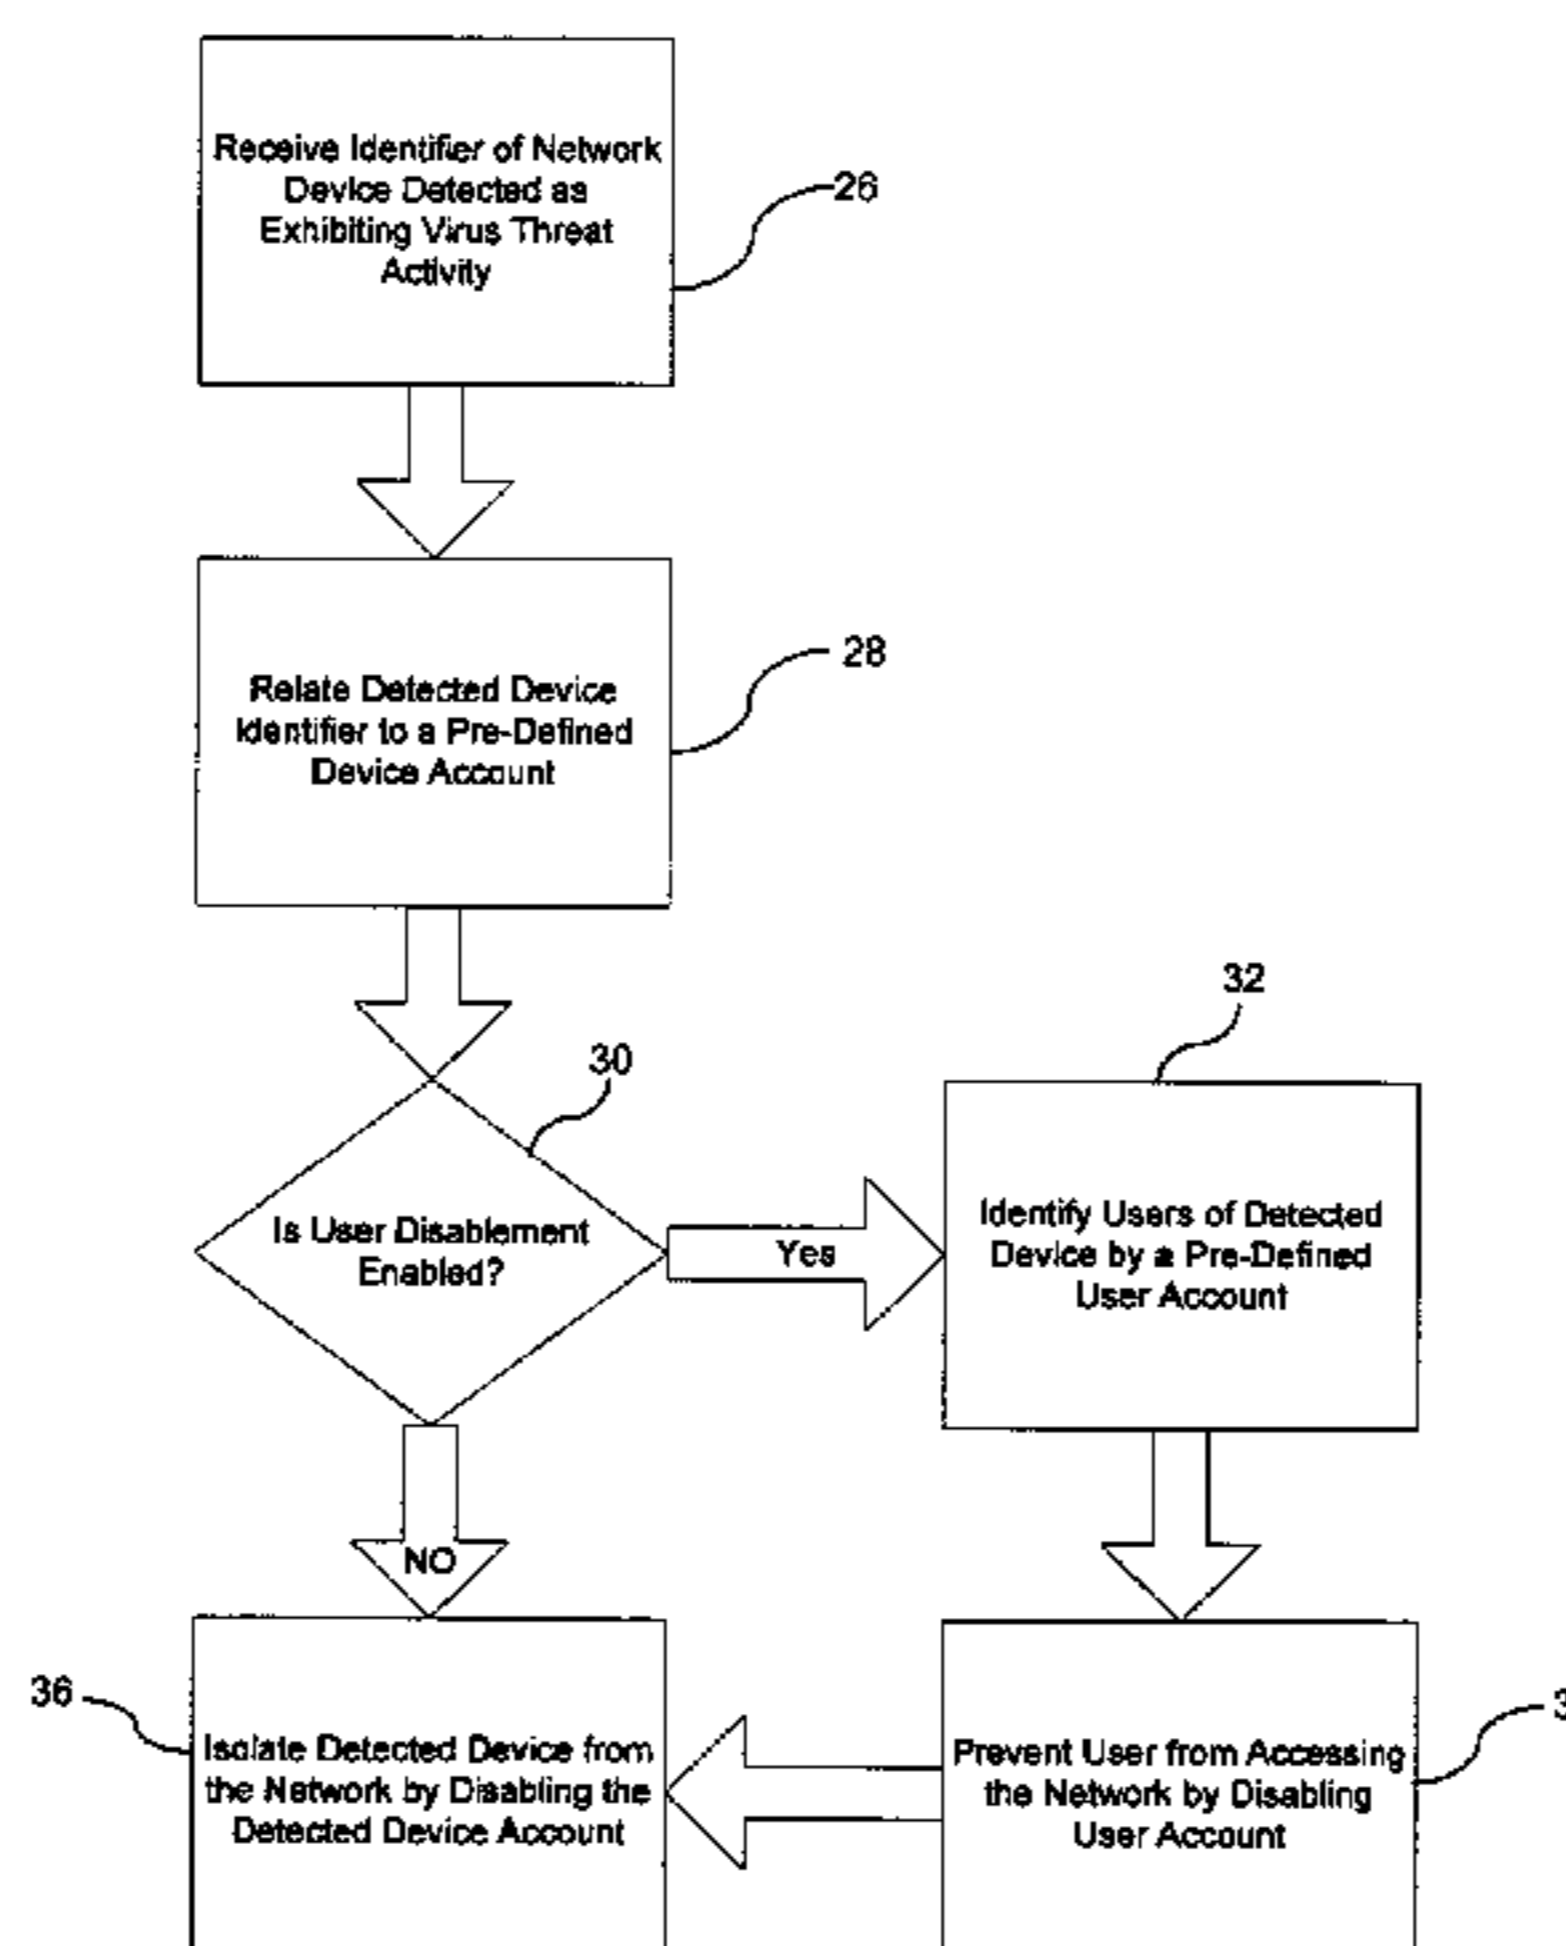 Receive Identifier of Network
Device Detected as
Exhibiting Virus Threat
Activity
26
Relate Detected Device
Identifier to a Pre-Defined
Device Account
28
30
Is User Disablement
Enabled?
Yes
32
Identify Users of Detected
Device by a Pre-Defined
User Account
NO
36
Isolate Detected Device from
the Network by Disabling the
Detected Device Account
Prevent User from Accessing
the Network by Disabling
User Account